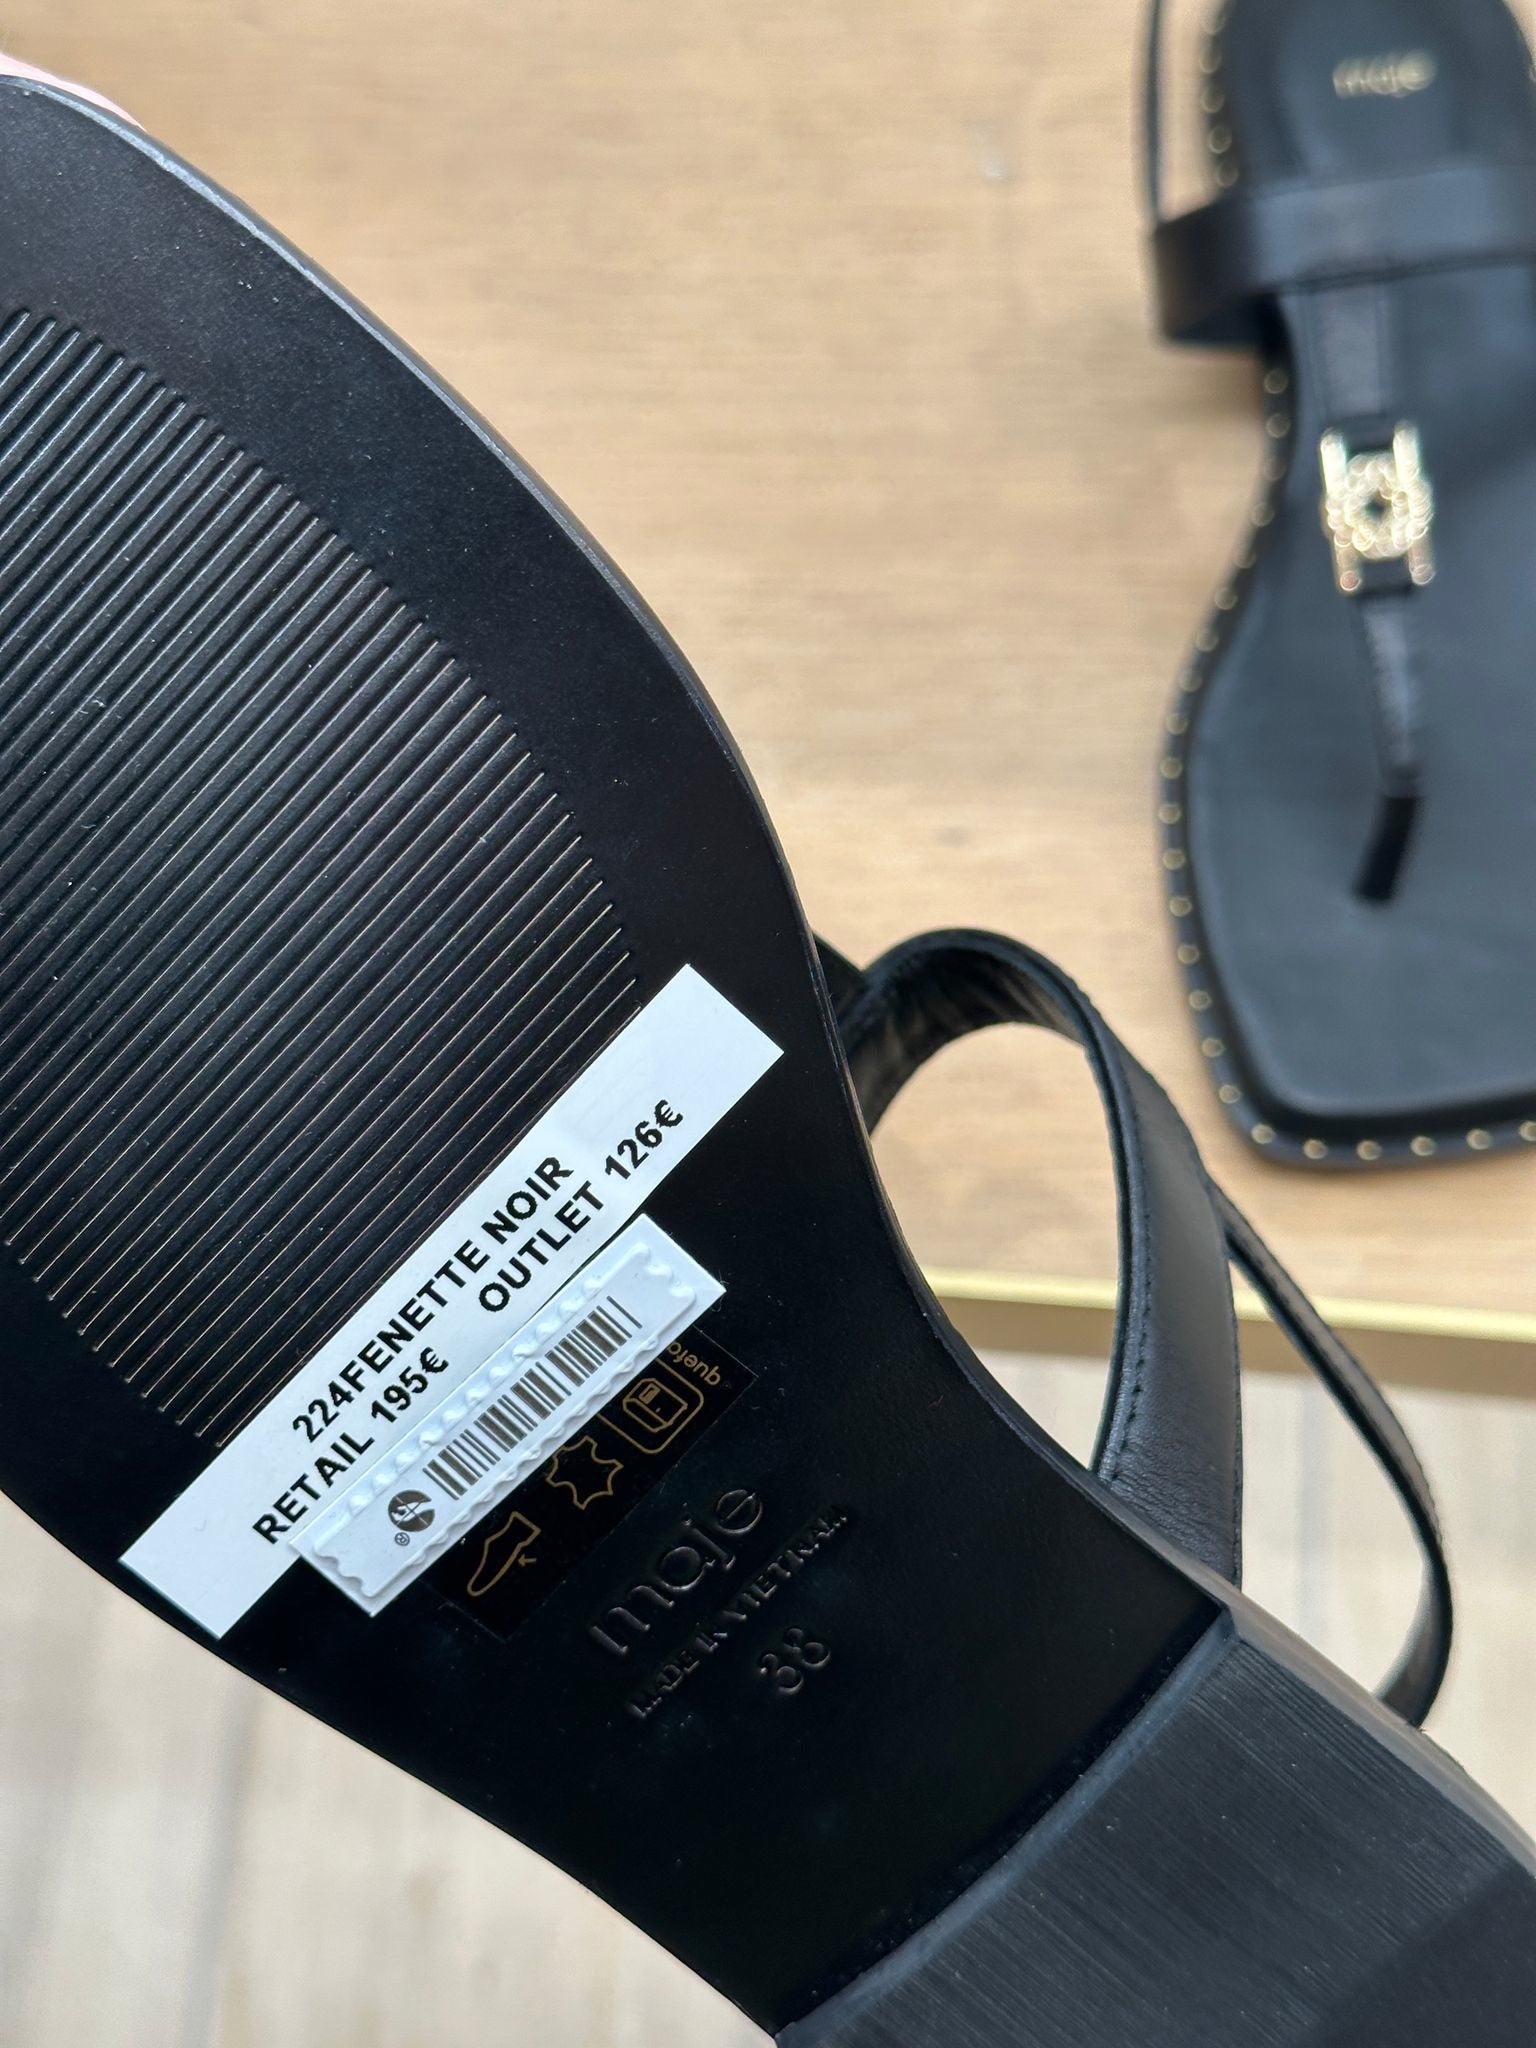 maje
224FENETTE NOIR
RETAIL 195€ OUTLET 126€
®
maje
MADE IN VIETNAM
38